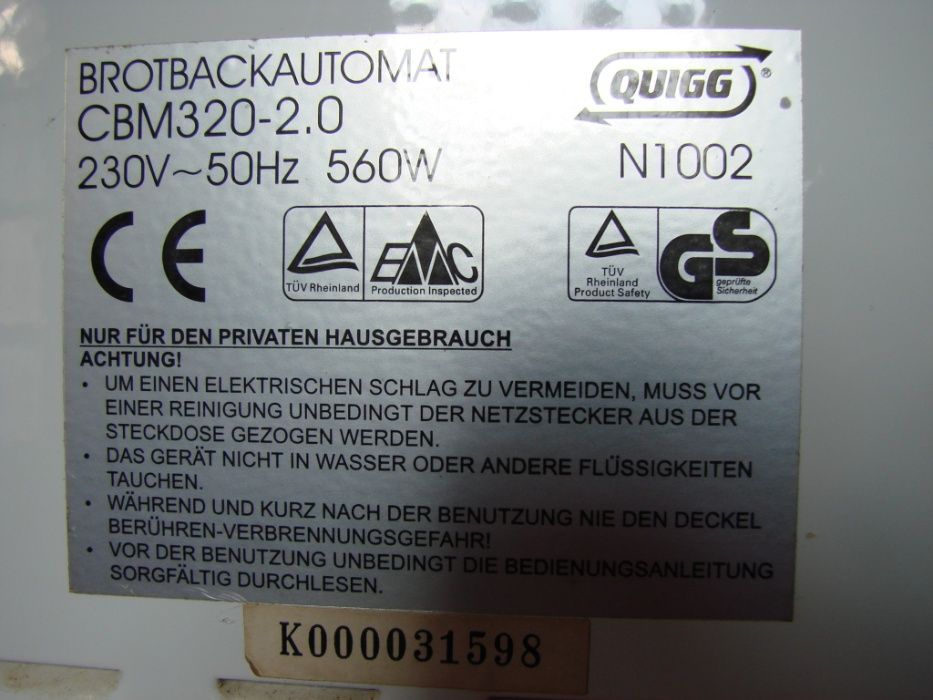 BROTBACKAUTOMAT
CBM320-2.0
230V~50Hz 560W
QUIGG®
N1002
CE
TÜV Rheinland
EMC
Production Inspected
TÜV
Rheinland
Product Safety
GS
geprüfte
Sicherheit
NUR FÜR DEN PRIVATEN HAUSGEBRAUCH
ACHTUNG!
• UM EINEN ELEKTRISCHEN SCHLAG ZU VERMEIDEN, MUSS VOR
EINER REINIGUNG UNBEDINGT DER NETZSTECKER AUS DER
STECKDOSE GEZOGEN WERDEN.
• DAS GERÄT NICHT IN WASSER ODER ANDERE FLÜSSIGKEITEN
TAUCHEN.
• WÄHREND UND KURZ NACH DER BENUTZUNG NIE DEN DECKEL
BERÜHREN-VERBRENNUNGSGEFAHR!
• VOR DER BENUTZUNG UNBEDINGT DIE BEDIENUNGSANLEITUNG
SORGFÄLTIG DURCHLESEN.
K000031598